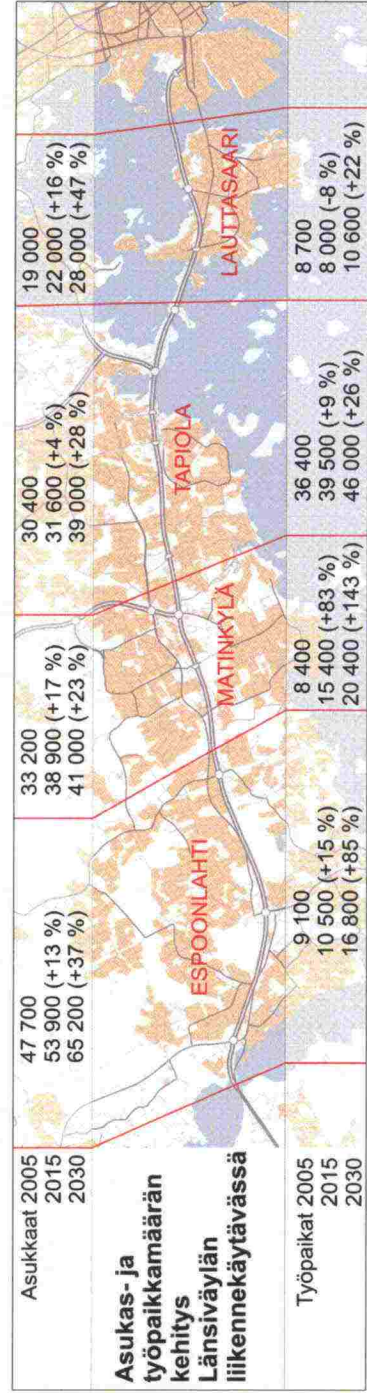 Asukkaat 2005
2015
2030
47 700
53 900 (+13 %)
65 200 (+37 %)
33 200
38 900 (+17 %)
41 000 (+23 %)
30 400
31 600 (+4 %)
39 000 (+28 %)
19 000
22 000 (+16 %)
28 000 (+47 %)
Asukas- ja
työpaikkamäärän
kehitys
Länsiväylän
liikennekäytävässä
ESPOONLAHTI
MATINKYLÄ
TAPIOLA
LAUTTASAARI
Työpaikat 2005
2015
2030
9 100
10 500 (+15 %)
16 800 (+85 %)
8 400
15 400 (+83 %)
20 400 (+143 %)
36 400
39 500 (+9 %)
46 000 (+26 %)
8 700
8 000 (-8 %)
10 600 (+22 %)